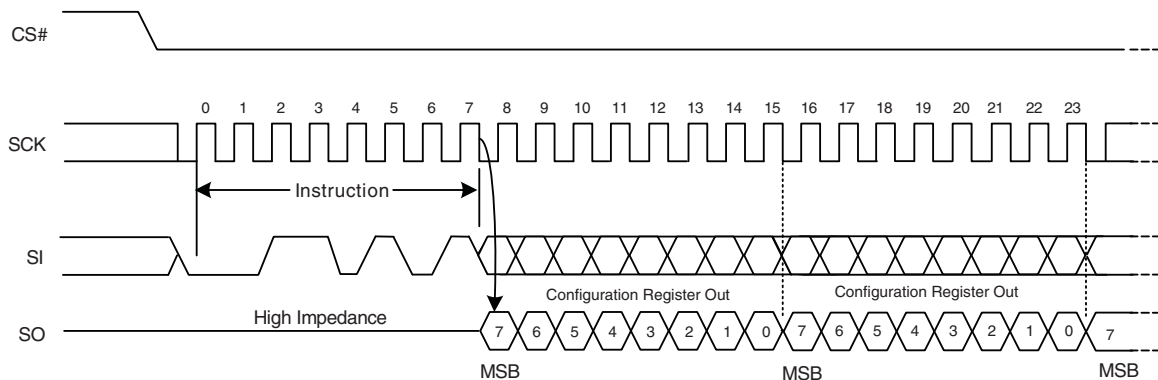 CS#
0 1 2 3 4 5 6 7 8 9 10 11 12 13 14 15 16 17 18 19 20 21 22 23
SCK
Instruction
SI
Configuration Register Out Configuration Register Out
High Impedance
SO 7 6 5 4 3 2 1 0 7 6 5 4 3 2 1 0 7
MSB MSB MSB